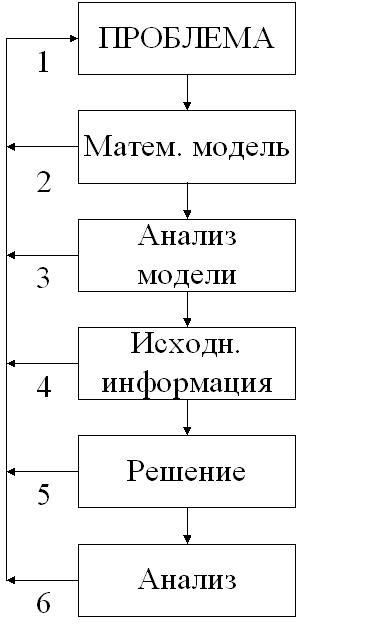 ПРОБЛЕМА
1
Матем. модель
2
Анализ
модели
3
Исходн.
информация
4
Решение
5
Анализ
6